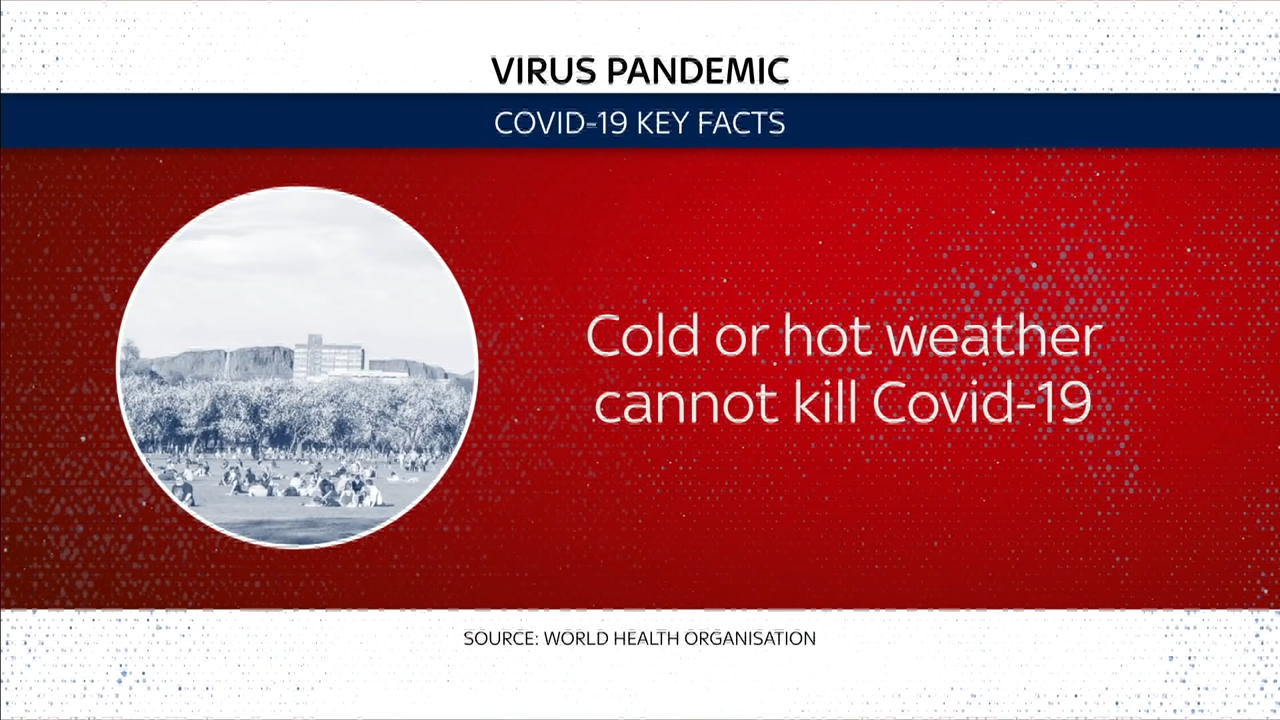 VIRUS PANDEMIC
COVID-19 KEY FACTS
Cold or hot weather
cannot kill Covid-19
SOURCE: WORLD HEALTH ORGANISATION